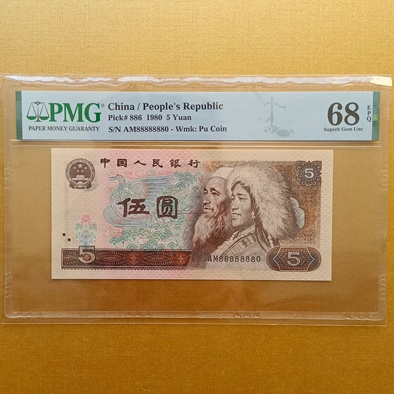 PMG
PAPER MONEY GUARANTY
China / People's Republic
Pick# 886 1980 5 Yuan
S/N AM88888880 - Wmk: Pu Coin
68
EPQ
Superb Gem Unc
中国人民银行
5
伍圆
AM88888880
5
5